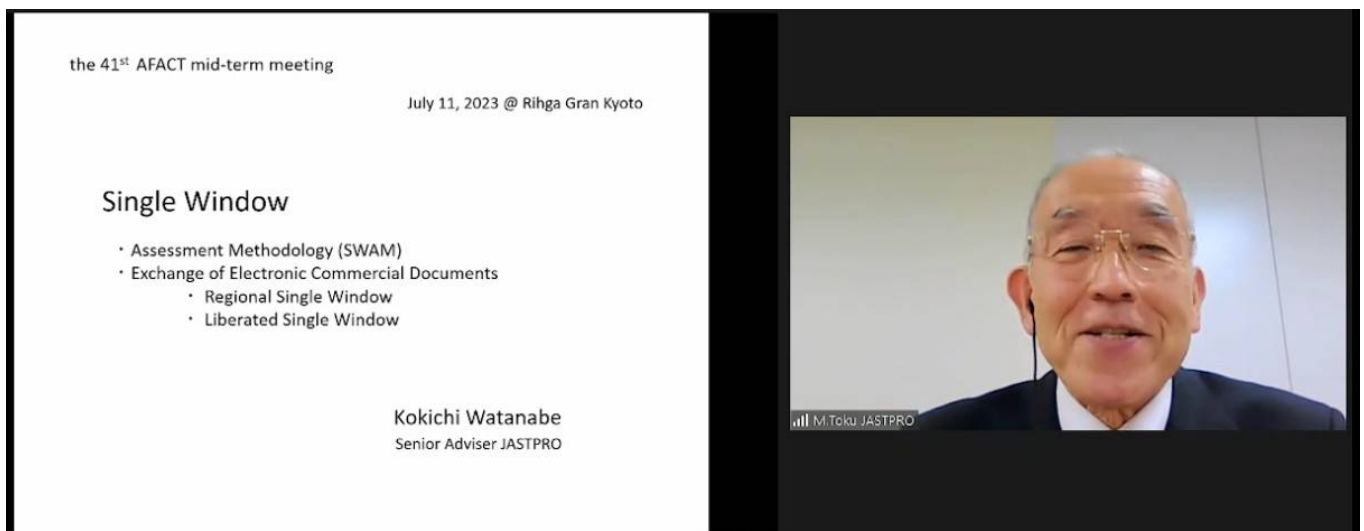 the 41st AFACT mid-term meeting
July 11, 2023 @ Rihga Gran Kyoto
Single Window
・Assessment Methodology (SWAM)
・Exchange of Electronic Commercial Documents
・Regional Single Window
・Liberated Single Window
Kokichi Watanabe
Senior Adviser JASTPRO
M.Toku JASTPRO